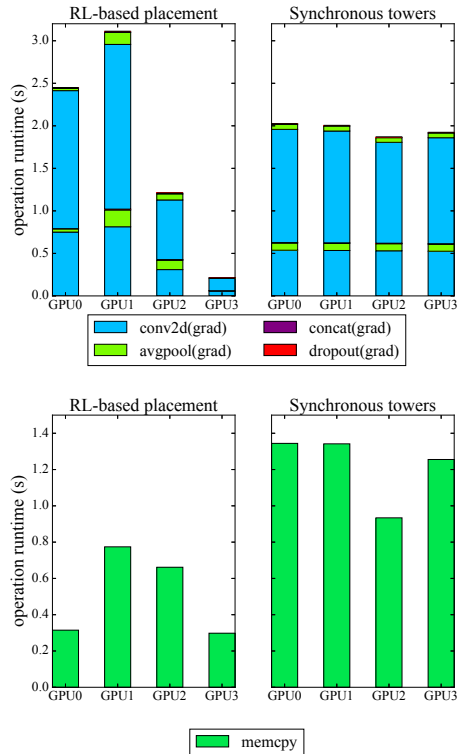 RL-based placement Synchronous towers
operation runtime (s)
3.0
2.5
2.0
1.5
1.0
0.5
0.0
GPU0 GPU1 GPU2 GPU3 GPU0 GPU1 GPU2 GPU3
conv2d(grad) concat(grad)
avgpool(grad) dropout(grad)
RL-based placement Synchronous towers
operation runtime (s)
1.4
1.2
1.0
0.8
0.6
0.4
0.2
0.0
GPU0 GPU1 GPU2 GPU3 GPU0 GPU1 GPU2 GPU3
memcpy